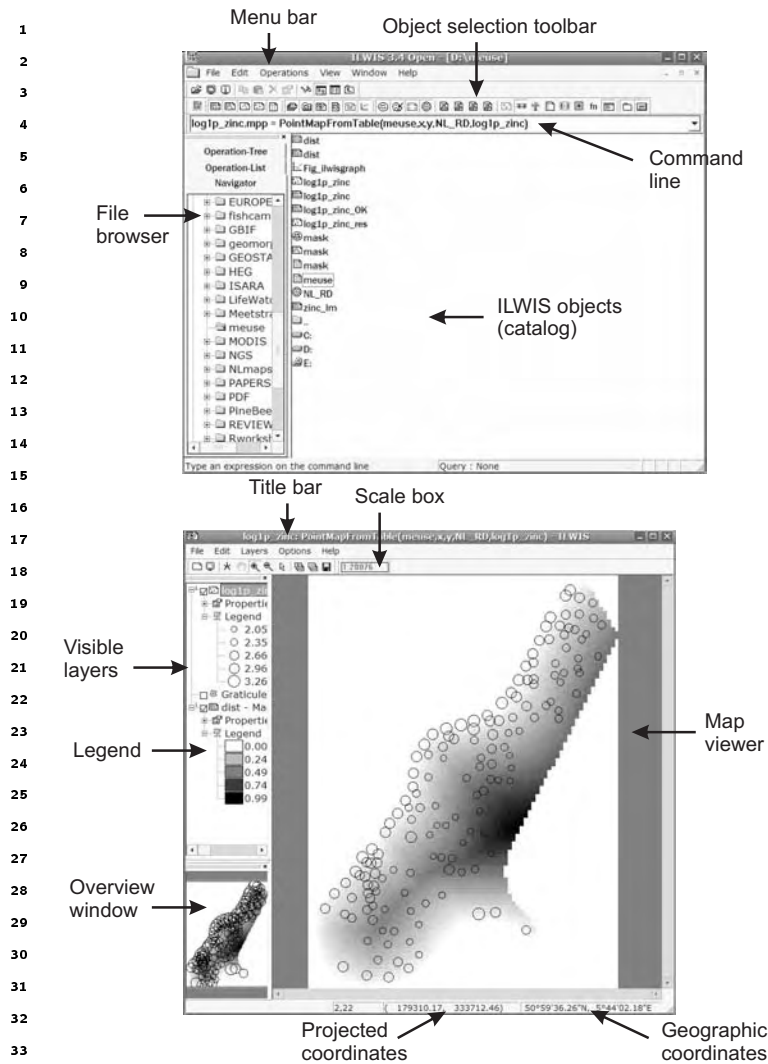 1
2
3
4
5
6
7
8
9
10
11
12
13
14
15
16
17
18
19
20
21
22
23
24
25
26
27
28
29
30
31
32
33
Menu bar
Object selection toolbar
ILWIS 3.4 Open - [D:\meuse]
File Edit Operations View Window Help
log1p_zinc.mpp = PointMapFromTable(meuse,x,y,NL_RD,log1p_zinc)
Command
line
Operation-Tree
Operation-List
Navigator
File
browser
EUROPE
fishcam
GBIF
geomorp
GEOSTA
HEG
ISARA
LifeWatc
Meetstra
meuse
MODIS
NGS
NLmaps
PAPERS
PDF
PineBee
REVIEW
Rworksh
dist
dist
Fig_ilwisgraph
log1p_zinc
log1p_zinc
log1p_zinc_OK
log1p_zinc_res
mask
mask
mask
meuse
NL_RD
zinc_lm
..
C:
D:
E:
ILWIS objects
(catalog)
Type an expression on the command line
Query : None
Title bar
Scale box
log1p_zinc: PointMapFromTable(meuse,x,y,NL_RD,log1p_zinc) - ILWIS
File Edit Layers Options Help
Visible
layers
log1p_zi
Propertie
Legend
2.05
2.35
2.66
2.96
3.26
Graticule
dist - Ma
Propertie
Legend
0.00
0.24
0.49
0.74
0.99
Legend
Map
viewer
Overview
window
2,22 ( 179310.17, 333712.46) 50°59'36.26"N, 5°44'02.18"E
Projected
coordinates
Geographic
coordinates